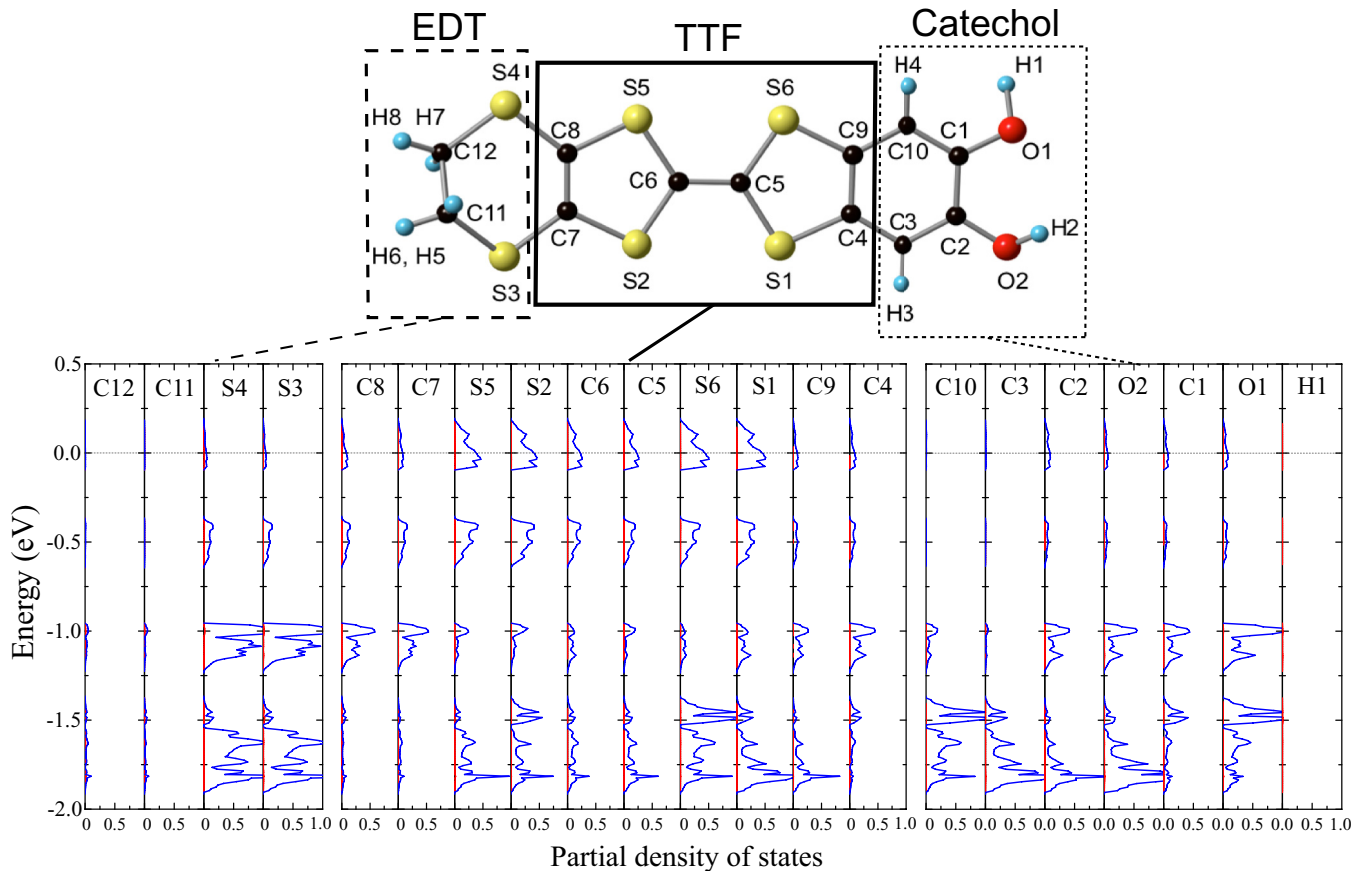 EDT TTF Catechol
S4 S5 S6 H4 H1
H8 H7 C8 C9 C1
C12 C10 O1
C6 C5
C11 C3 H2
H6, H5 C7 C4 C2
S3 S2 S1 O2
H3
0.5
C12 C11 S4 S3 C8 C7 S5 S2 C6 C5 S6 S1 C9 C4 C10 C3 C2 O2 C1 O1 H1
0.0
-0.5
-1.0
-1.5
-2.0
Energy (eV)
0 0.5 0 0.5 0 0.5 0 0.5 1.0 0 0.5 0 0.5 0 0.5 0 0.5 0 0.5 0 0.5 0 0.5 0 0.5 0 0.5 0 0.5 1.0 0 0.5 0 0.5 0.0 0.5 0.0 0.5 0.0 0.5 0.0 0.5 0.0 0.5 1.0
Partial density of states